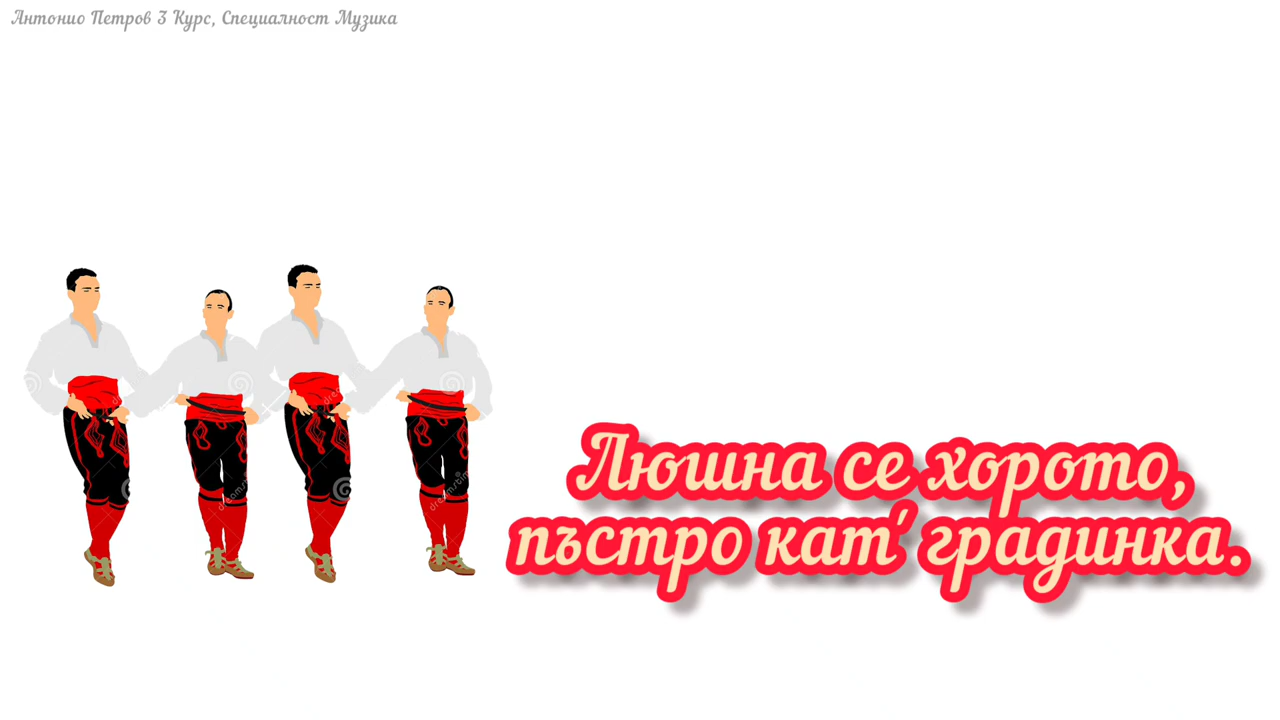 Антонио Петров 3 Курс, Специалност Музика
Люшна се хорото,
пъстро кат' градинка.